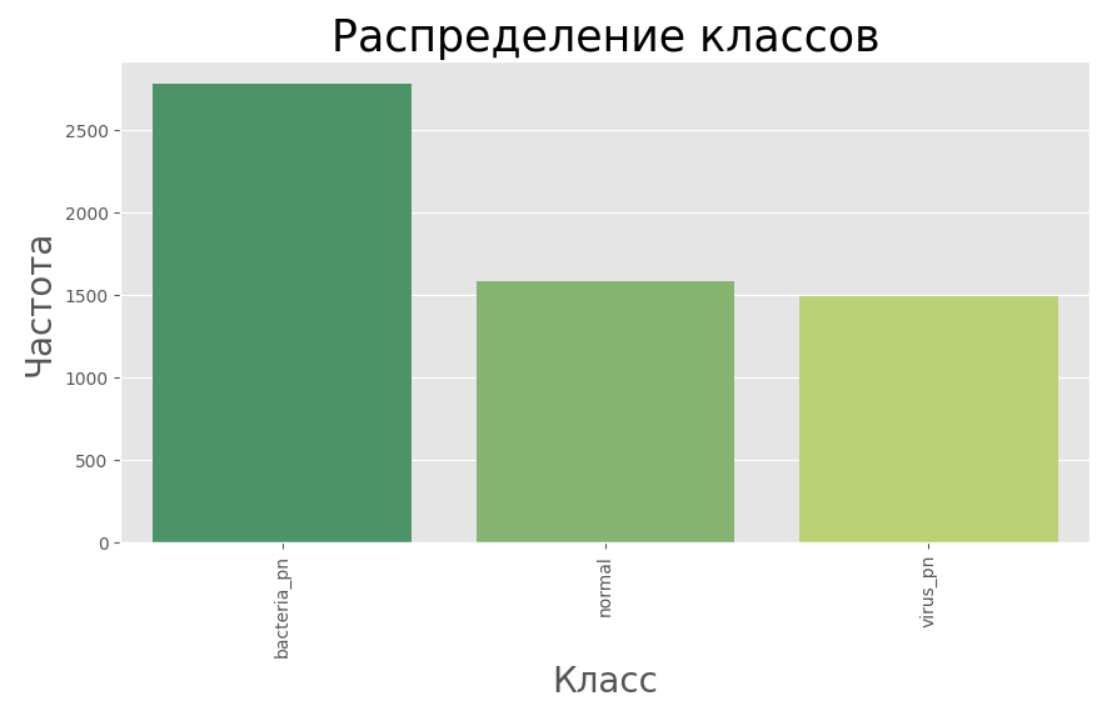 Распределение классов
Частота
2500
2000
1500
1000
500
0
bacteria_pn
normal
virus_pn
Класс